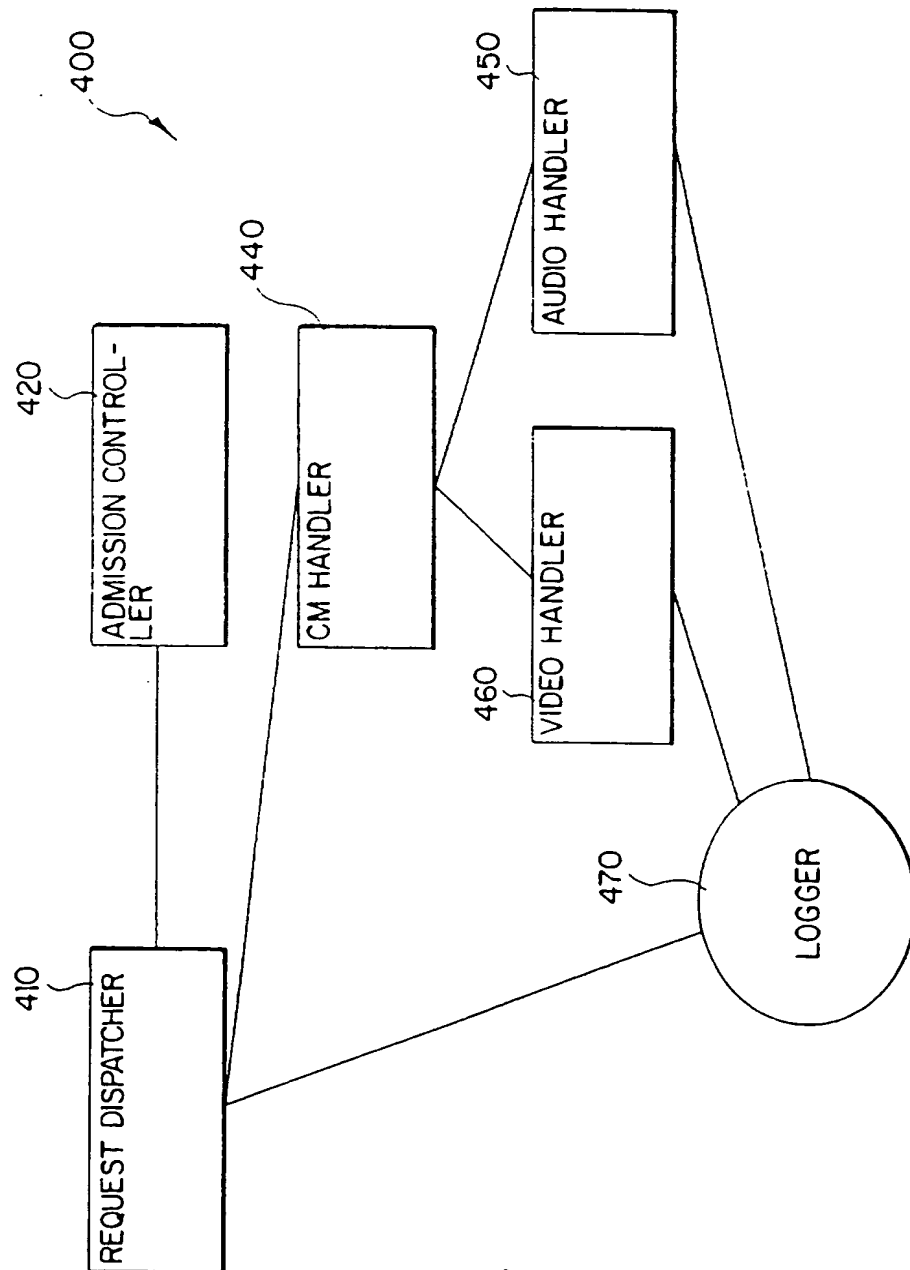 400
410
REQUEST DISPATCHER
420
ADMISSION CONTROL-
LER
440
CM HANDLER
460
VIDEO HANDLER
450
AUDIO HANDLER
470
LOGGER